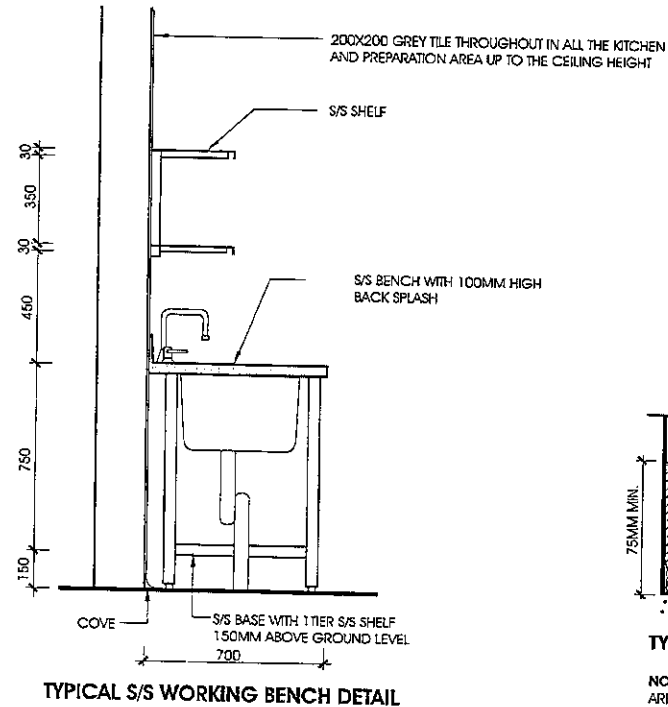 200X200 GREY TILE THROUGHOUT IN ALL THE KITCHEN
AND PREPARATION AREA UP TO THE CEILING HEIGHT
S/S SHELF
30
350
30
S/S BENCH WITH 100MM HIGH
BACK SPLASH
450
750
75MM MIN.
150
COVE
S/S BASE WITH 1TIER S/S SHELF
150MM ABOVE GROUND LEVEL
700
TYPICAL S/S WORKING BENCH DETAIL
TY
NO
ARI